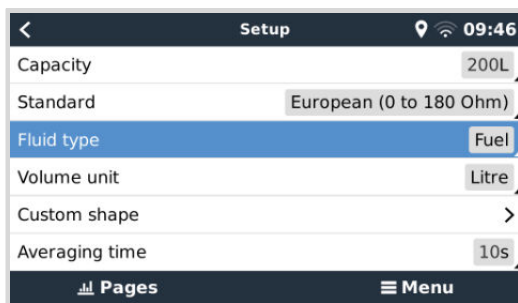 Setup 09:46
Capacity 200L
Standard European (0 to 180 Ohm)
Fluid type Fuel
Volume unit Litre
Custom shape
Averaging time 10s
Pages Menu